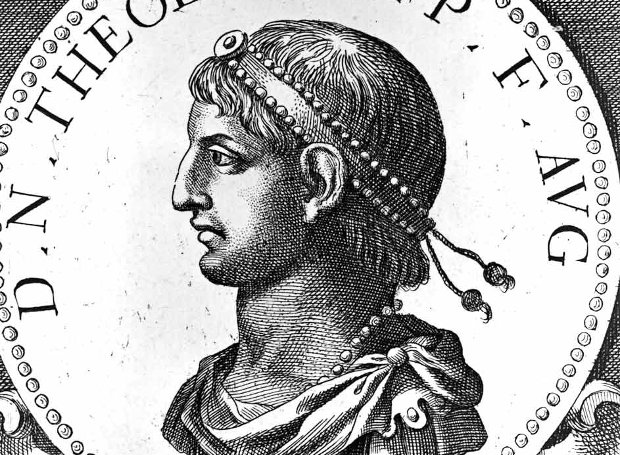 D. N. THEO P. F. AVG